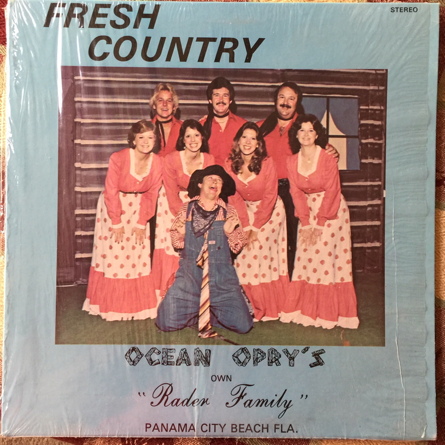 FRESH
COUNTRY
STEREO
OCEAN OPRY'S
OWN
"Rader Family"
PANAMA CITY BEACH FLA.